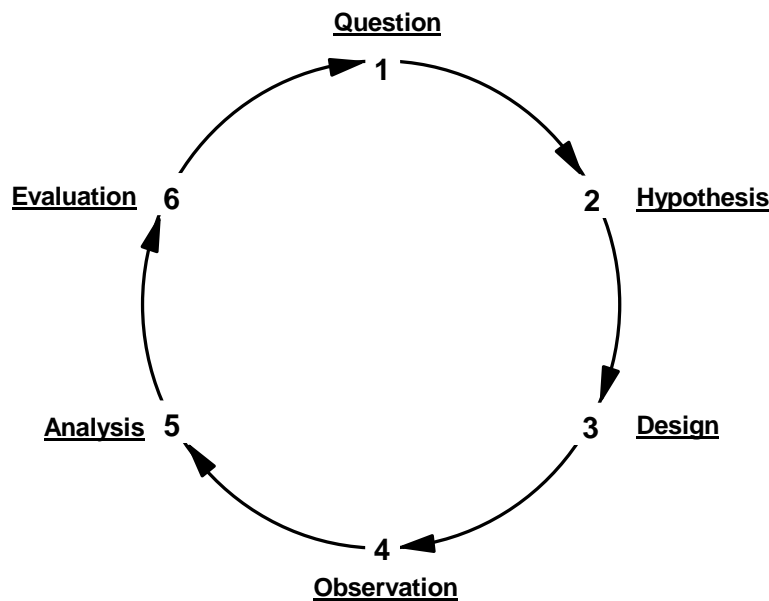 Question
1
Evaluation 6
2 Hypothesis
Analysis 5
3 Design
4
Observation